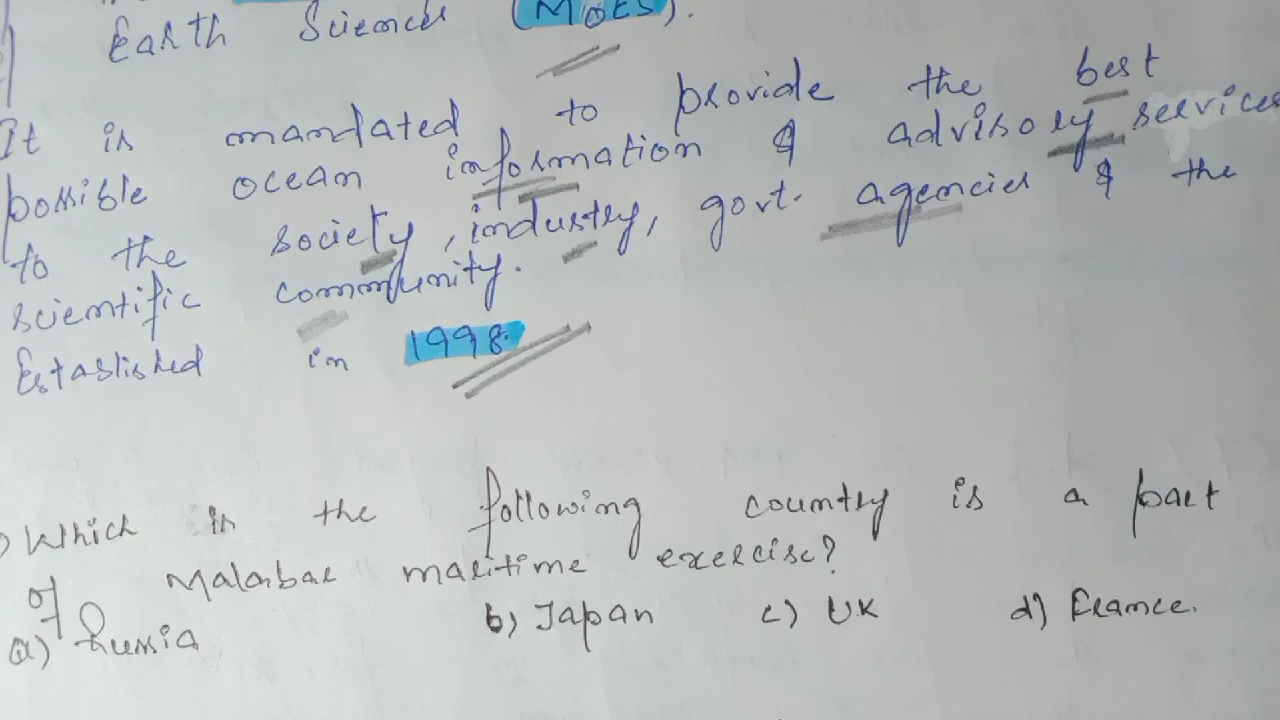 Earth Sciences (MoES).
It is mandated to provide the best
possible ocean information & advisory services
to the society, industry, govt. agencies & the
scientific community.
Established in 1998.
Which is the following country is a part
of Malabar maritime exercise?
a) Russia b) Japan c) UK d) France.